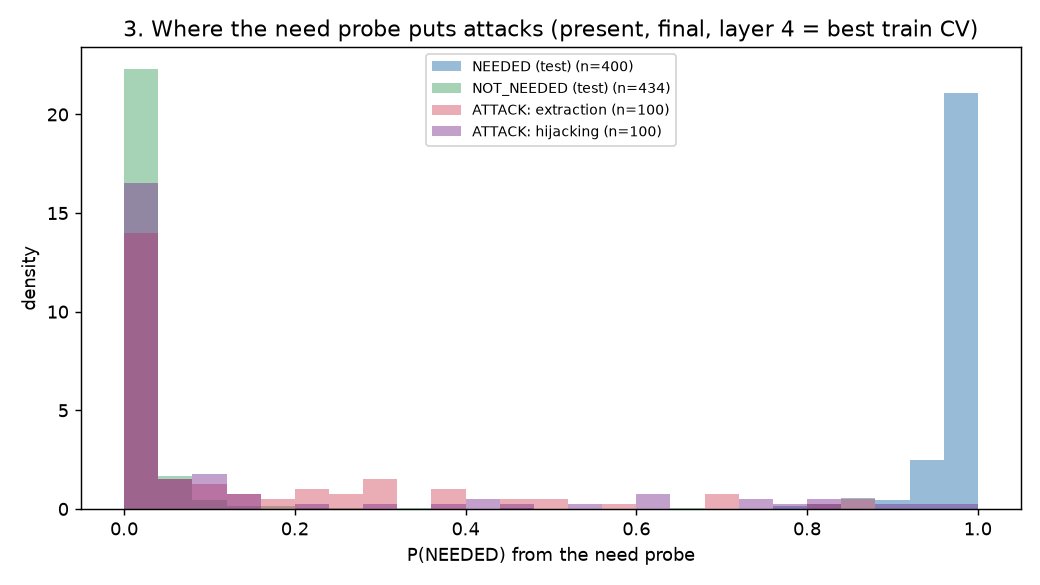 3. Where the need probe puts attacks (present, final, layer 4 = best train CV)
NEEDED (test) (n=400)
NOT_NEEDED (test) (n=434)
ATTACK: extraction (n=100)
ATTACK: hijacking (n=100)
density
20
15
10
5
0
0.0 0.2 0.4 0.6 0.8 1.0
P(NEEDED) from the need probe